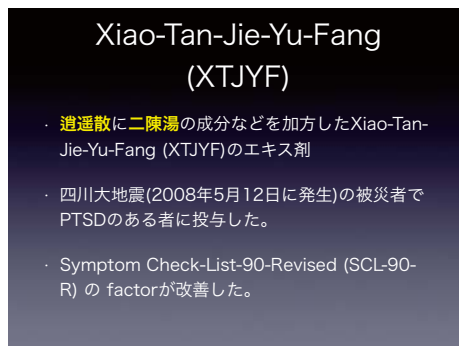 Xiao-Tan-Jie-Yu-Fang
(XTJYF)
· 逍遥散に二陳湯の成分などを加方したXiao-Tan-
Jie-Yu-Fang (XTJYF)のエキス剤
· 四川大地震(2008年5月12日に発生)の被災者で
PTSDのある者に投与した。
· Symptom Check-List-90-Revised (SCL-90-
R) の factorが改善した。